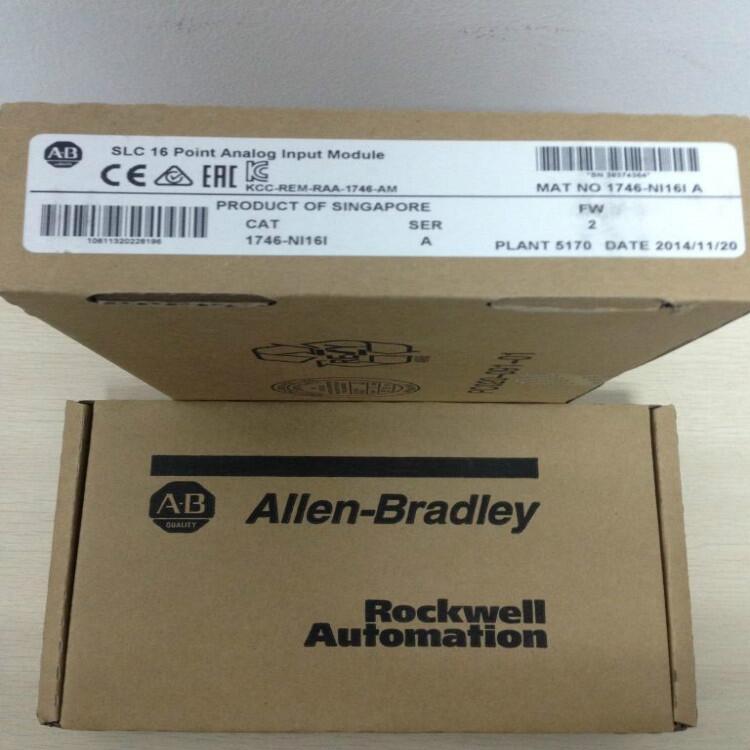 A·B
SLC 16 Point Analog Input Module
CE EAC
KCC-REM-RAA-1746-AM
MAT NO 1746-NI16I A
PRODUCT OF SINGAPORE
FW
CAT
SER
2
1746-NI16I
A
PLANT 5170 DATE 2014/11/20
A·B
QUALITY
Allen-Bradley
Rockwell
Automation